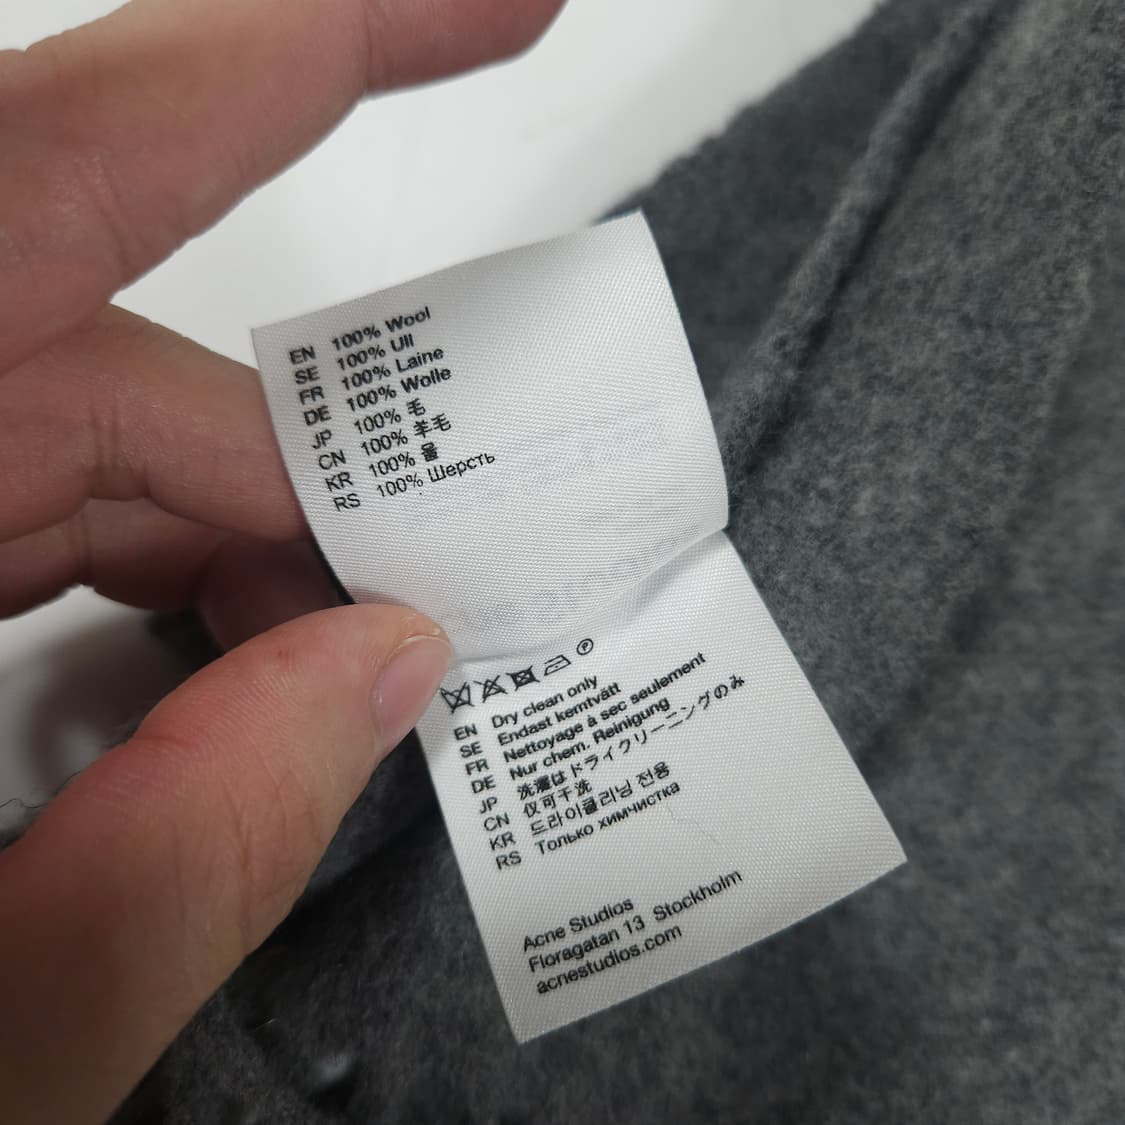 EN 100% Wool
SE 100% Ull
FR 100% Laine
DE 100% Wolle
JP 100% 毛
CN 100% 羊毛
KR 100% 울
RS 100% Шерсть
P
EN Dry clean only
SE Endast kemtvätt
FR Nettoyage à sec seulement
DE Nur chem. Reinigung
JP 洗濯はドライクリーニングのみ
CN 仅可干洗
KR 드라이클리닝 전용
RS Только химчистка
Acne Studios
Floragatan 13 Stockholm
acnestudios.com